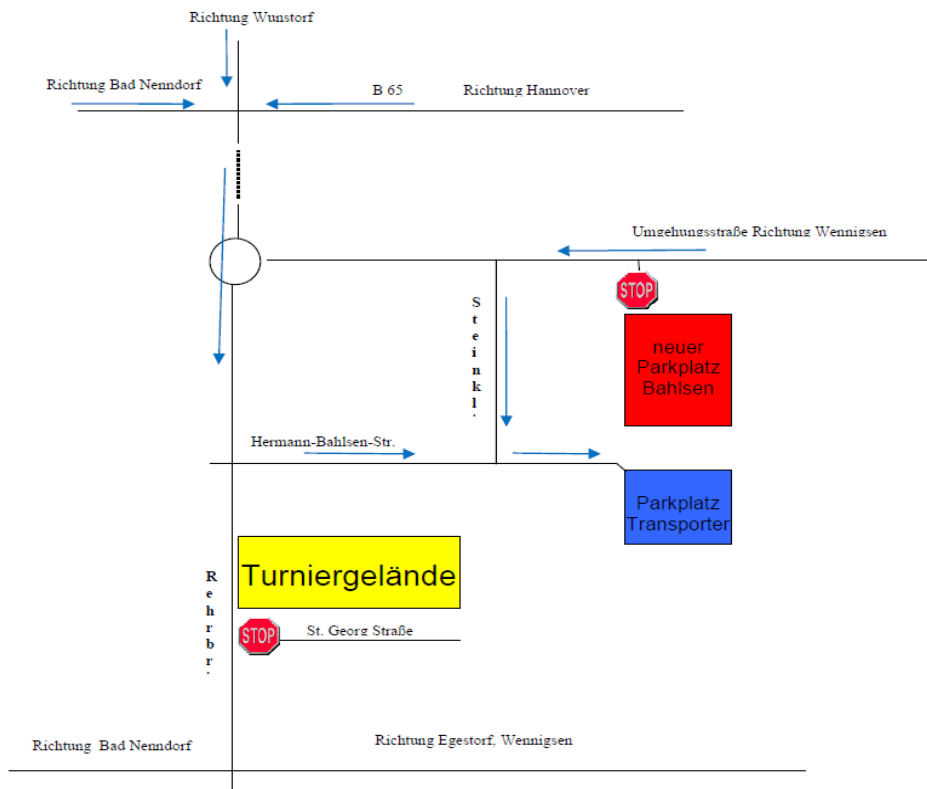 Richtung Wunstorf
Richtung Bad Nenndorf
B 65
Richtung Hannover
Umgehungsstraße Richtung Wennigsen
STOP
Steinkl.
neuer
Parkplatz
Bahlsen
Hermann-Bahlsen-Str.
Parkplatz
Transporter
Turniergelände
Rehrbr.
STOP
St. Georg Straße
Richtung Bad Nenndorf
Richtung Egestorf, Wennigsen